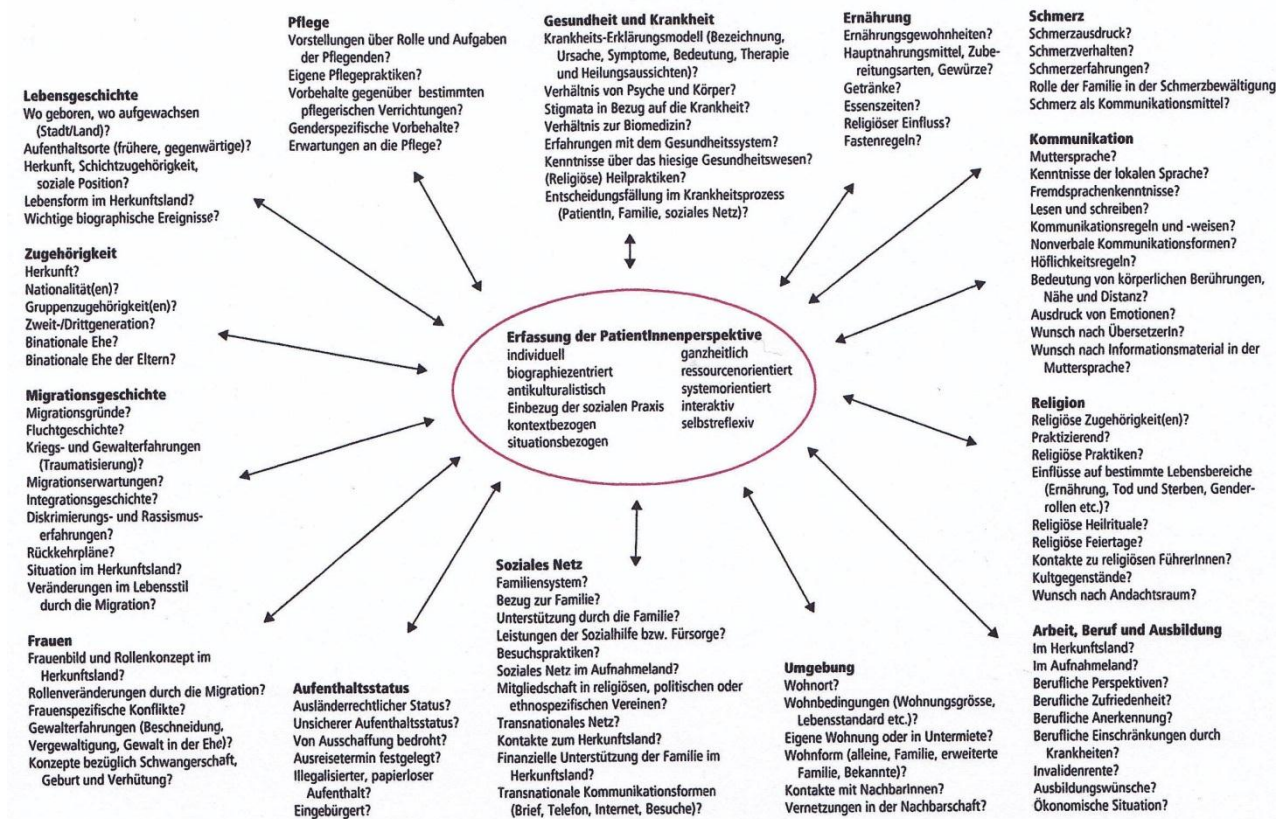 Pflege
Vorstellungen über Rolle und Aufgaben
der Pflegenden?
Eigene Pflegepraktiken?
Vorbehalte gegenüber bestimmten
pflegerischen Verrichtungen?
Genderspezifische Vorbehalte?
Erwartungen an die Pflege?
Gesundheit und Krankheit
Krankheits-Erklärungsmodell (Bezeichnung,
Ursache, Symptome, Bedeutung, Therapie
und Heilungsaussichten)?
Verhältnis von Psyche und Körper?
Stigmata in Bezug auf die Krankheit?
Verhältnis zur Biomedizin?
Erfahrungen mit dem Gesundheitssystem?
Kenntnisse über das hiesige Gesundheitswesen?
(Religiöse) Heilpraktiken?
Entscheidungsfällung im Krankheitsprozess
(PatientIn, Familie, soziales Netz)?
Ernährung
Ernährungsgewohnheiten?
Hauptnahrungsmittel, Zube-
reitungsarten, Gewürze?
Getränke?
Essenszeiten?
Religiöser Einfluss?
Fastenregeln?
Schmerz
Schmerzausdruck?
Schmerzverhalten?
Schmerzerfahrungen?
Rolle der Familie in der Schmerzbewältigung
Schmerz als Kommunikationsmittel?
Lebensgeschichte
Wo geboren, wo aufgewachsen
(Stadt/Land)?
Aufenthaltsorte (frühere, gegenwärtige)?
Herkunft, Schichtzugehörigkeit,
soziale Position?
Lebensform im Herkunftsland?
Wichtige biographische Ereignisse?
Kommunikation
Muttersprache?
Kenntnisse der lokalen Sprache?
Fremdsprachenkenntnisse?
Lesen und schreiben?
Kommunikationsregeln und -weisen?
Nonverbale Kommunikationsformen?
Höflichkeitsregeln?
Bedeutung von körperlichen Berührungen,
Nähe und Distanz?
Ausdruck von Emotionen?
Wunsch nach ÜbersetzerIn?
Wunsch nach Informationsmaterial in der
Muttersprache?
Zugehörigkeit
Herkunft?
Nationalität(en)?
Gruppenzugehörigkeit(en)?
Zweit-/Drittgeneration?
Binationale Ehe?
Binationale Ehe der Eltern?
Erfassung der PatientInnenperspektive
individuell
biographiezentriert
antikulturalistisch
Einbezug der sozialen Praxis
kontextbezogen
situationsbezogen
ganzheitlich
ressourcenorientiert
systemorientiert
interaktiv
selbstreflexiv
Migrationsgeschichte
Migrationsgründe?
Fluchtgeschichte?
Kriegs- und Gewalterfahrungen
(Traumatisierung)?
Migrationserwartungen?
Integrationsgeschichte?
Diskrimierungs- und Rassismus-
erfahrungen?
Rückkehrpläne?
Situation im Herkunftsland?
Veränderungen im Lebensstil
durch die Migration?
Religion
Religiöse Zugehörigkeit(en)?
Praktizierend?
Religiöse Praktiken?
Einflüsse auf bestimmte Lebensbereiche
(Ernährung, Tod und Sterben, Gender-
rollen etc.)?
Religiöse Heilrituale?
Religiöse Feiertage?
Kontakte zu religiösen FührerInnen?
Kultgegenstände?
Wunsch nach Andachtsraum?
Frauen
Frauenbild und Rollenkonzept im
Herkunftsland?
Rollenveränderungen durch die Migration?
Frauenspezifische Konflikte?
Gewalterfahrungen (Beschneidung,
Vergewaltigung, Gewalt in der Ehe)?
Konzepte bezüglich Schwangerschaft,
Geburt und Verhütung?
Aufenthaltsstatus
Ausländerrechtlicher Status?
Unsicherer Aufenthaltsstatus?
Von Ausschaffung bedroht?
Ausreisetermin festgelegt?
Illegalisierter, papierloser
Aufenthalt?
Eingebürgert?
Soziales Netz
Familiensystem?
Bezug zur Familie?
Unterstützung durch die Familie?
Leistungen der Sozialhilfe bzw. Fürsorge?
Besuchspraktiken?
Soziales Netz im Aufnahmeland?
Mitgliedschaft in religiösen, politischen oder
ethnospezifischen Vereinen?
Transnationales Netz?
Kontakte zum Herkunftsland?
Finanzielle Unterstützung der Familie im
Herkunftsland?
Transnationale Kommunikationsformen
(Brief, Telefon, Internet, Besuche)?
Umgebung
Wohnort?
Wohnbedingungen (Wohnungsgrösse,
Lebensstandard etc.)?
Eigene Wohnung oder in Untermiete?
Wohnform (alleine, Familie, erweiterte
Familie, Bekannte)?
Kontakte mit NachbarInnen?
Vernetzungen in der Nachbarschaft?
Arbeit, Beruf und Ausbildung
Im Herkunftsland?
Im Aufnahmeland?
Berufliche Perspektiven?
Berufliche Zufriedenheit?
Berufliche Anerkennung?
Berufliche Einschränkungen durch
Krankheiten?
Invalidenrente?
Ausbildungswünsche?
Ökonomische Situation?